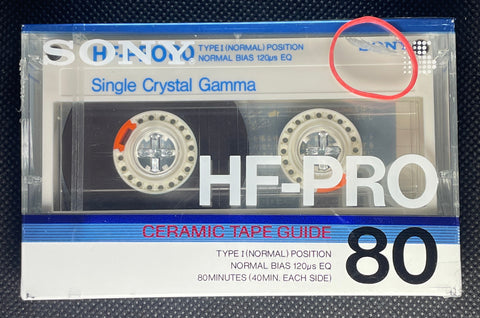 SONY
TYPE I (NORMAL) POSITION
NORMAL BIAS 120μs EQ
SONY
Single Crystal Gamma
HF-PRO
CERAMIC TAPE GUIDE
TYPE I (NORMAL) POSITION
NORMAL BIAS 120μs EQ
80MINUTES (40MIN. EACH SIDE)
80